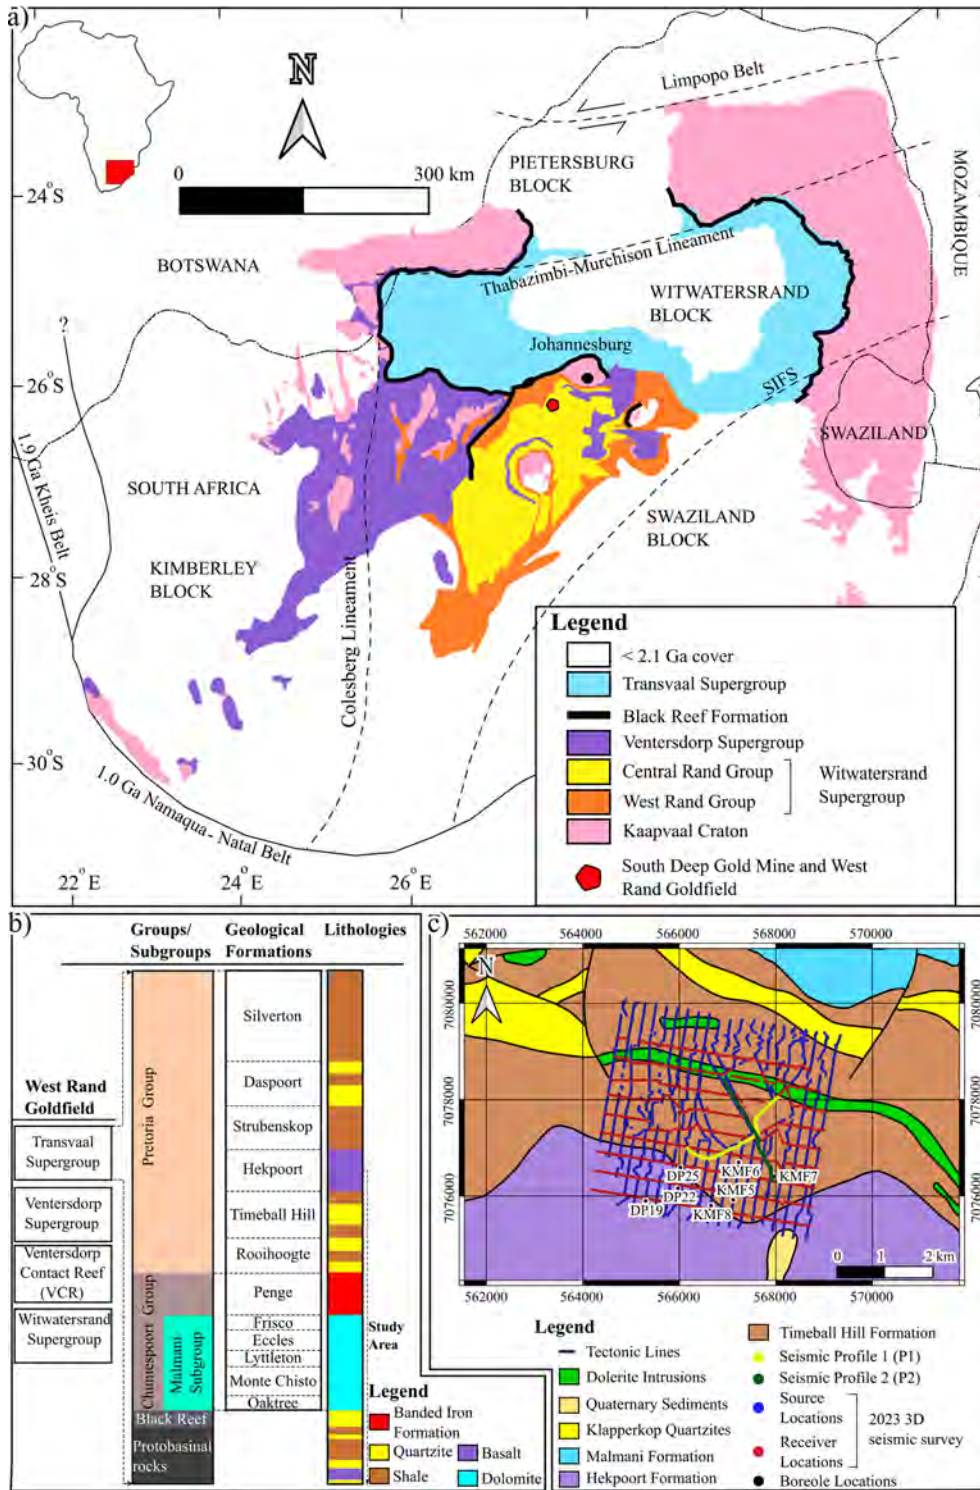 a)
N
0 300 km
Limpopo Belt
PIETERSBURG
BLOCK
MOZAMBIQUE
24°S
BOTSWANA
Thabazimbi-Murchison Lineament
WITWATERSRAND
BLOCK
?
Johannesburg
26°S
SIFS
SWAZILAND
1.9 Ga Kheis Belt
SOUTH AFRICA
SWAZILAND
BLOCK
KIMBERLEY
BLOCK
28°S
Colesberg Lineament
30°S
1.0 Ga Namaqua - Natal Belt
22°E 24°E 26°E
Legend
< 2.1 Ga cover
Transvaal Supergroup
Black Reef Formation
Ventersdorp Supergroup
Central Rand Group
West Rand Group
Witwatersrand
Supergroup
Kaapvaal Craton
South Deep Gold Mine and West
Rand Goldfield
b)
Groups/
Subgroups
Geological
Formations
Lithologies
West Rand
Goldfield
Transvaal
Supergroup
Ventersdorp
Supergroup
Ventersdorp
Contact Reef
(VCR)
Witwatersrand
Supergroup
Pretoria Group
Chuniespoort Group
Malmani
Subgroup
Black Reef
Protobasinal
rocks
Silverton
Daspoort
Strubenskop
Hekpoort
Timeball Hill
Rooihoogte
Penge
Frisco
Eccles
Lyttleton
Monte Chisto
Oaktree
Study
Area
Legend
Banded Iron
Formation
Quartzite
Basalt
Shale
Dolomite
c)
562000 564000 566000 568000 570000
N
7080000
7080000
7078000
7078000
7076000
7076000
DP25
KMF6
KMF7
DP22
KMF5
DP19
KMF8
0 1 2 km
562000 564000 566000 568000 570000
Legend
Tectonic Lines
Dolerite Intrusions
Quaternary Sediments
Klapperkop Quartzites
Malmani Formation
Hekpoort Formation
Timeball Hill Formation
Seismic Profile 1 (P1)
Seismic Profile 2 (P2)
Source
Locations
Receiver
Locations
2023 3D
seismic survey
Boreole Locations